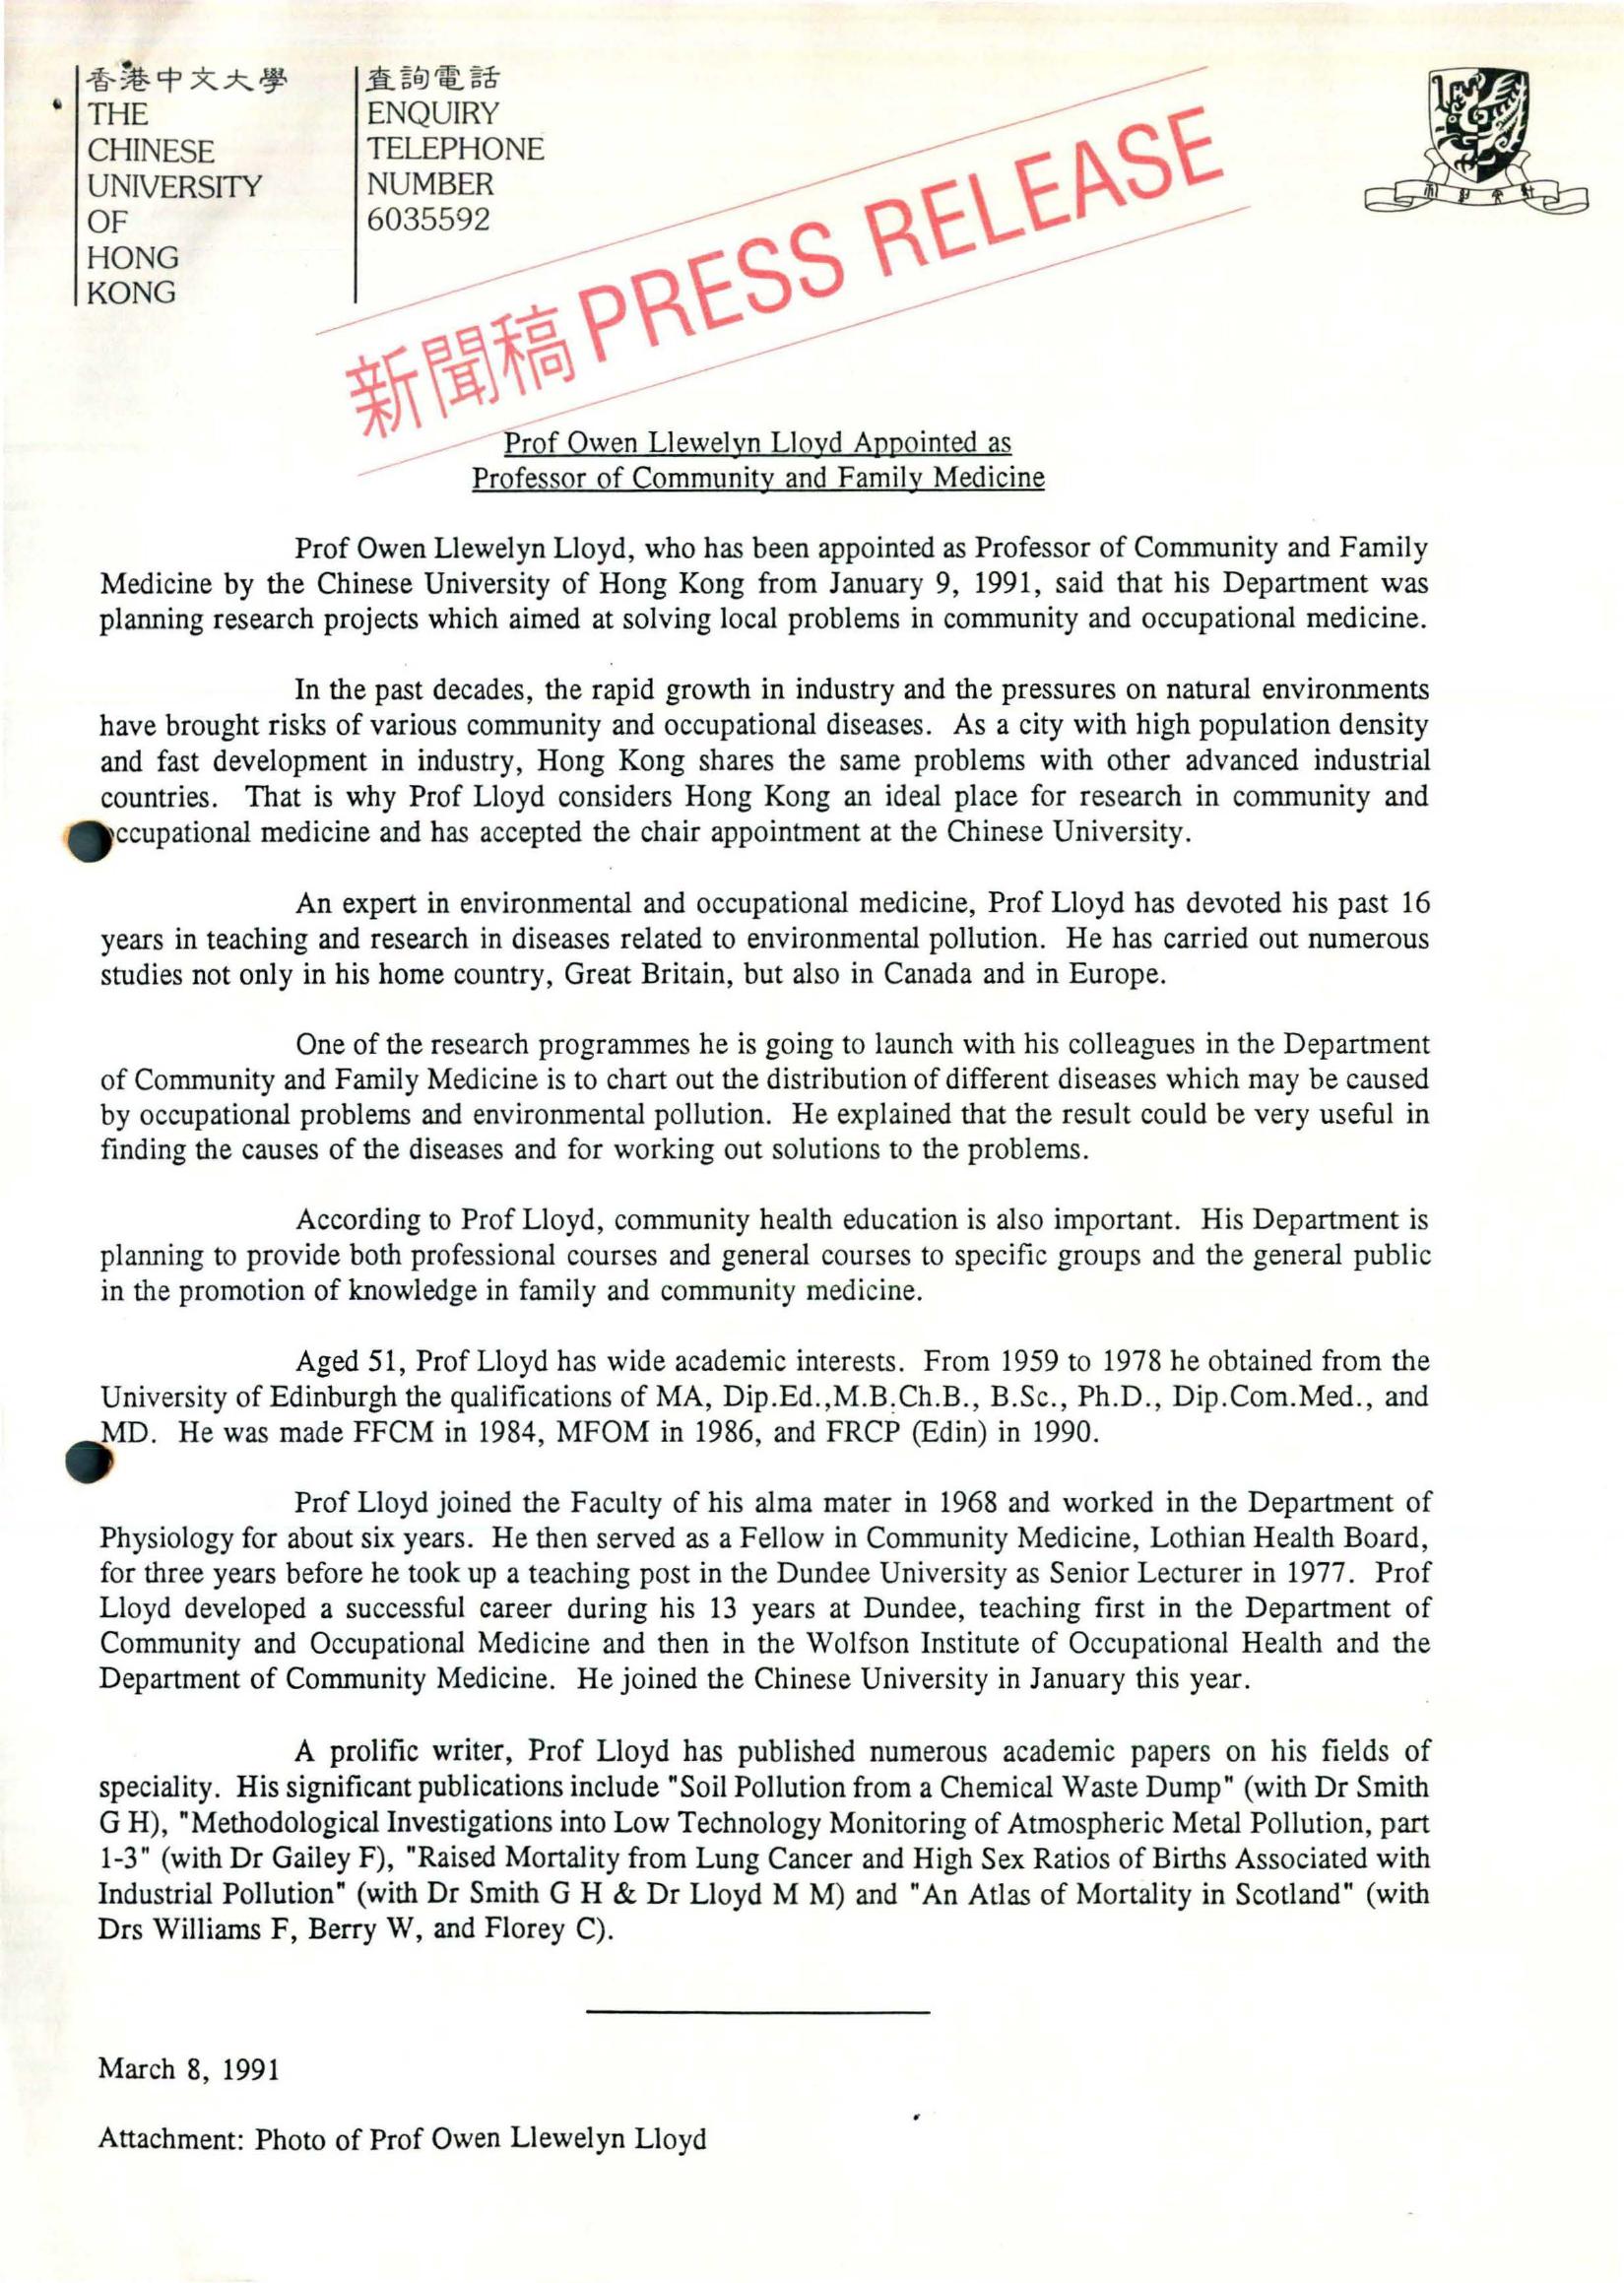 香港中文大學
THE
CHINESE
UNIVERSITY
OF
HONG
KONG
查詢電話
ENQUIRY
TELEPHONE
NUMBER
6035592
新聞稿 PRESS RELEASE
Prof Owen Llewelyn Lloyd Appointed as
Professor of Community and Family Medicine
Prof Owen Llewelyn Lloyd, who has been appointed as Professor of Community and Family
Medicine by the Chinese University of Hong Kong from January 9, 1991, said that his Department was
planning research projects which aimed at solving local problems in community and occupational medicine.
In the past decades, the rapid growth in industry and the pressures on natural environments
have brought risks of various community and occupational diseases. As a city with high population density
and fast development in industry, Hong Kong shares the same problems with other advanced industrial
countries. That is why Prof Lloyd considers Hong Kong an ideal place for research in community and
occupational medicine and has accepted the chair appointment at the Chinese University.
An expert in environmental and occupational medicine, Prof Lloyd has devoted his past 16
years in teaching and research in diseases related to environmental pollution. He has carried out numerous
studies not only in his home country, Great Britain, but also in Canada and in Europe.
One of the research programmes he is going to launch with his colleagues in the Department
of Community and Family Medicine is to chart out the distribution of different diseases which may be caused
by occupational problems and environmental pollution. He explained that the result could be very useful in
finding the causes of the diseases and for working out solutions to the problems.
According to Prof Lloyd, community health education is also important. His Department is
planning to provide both professional courses and general courses to specific groups and the general public
in the promotion of knowledge in family and community medicine.
Aged 51, Prof Lloyd has wide academic interests. From 1959 to 1978 he obtained from the
University of Edinburgh the qualifications of MA, Dip.Ed.,M.B.Ch.B., B.Sc., Ph.D., Dip.Com.Med., and
MD. He was made FFCM in 1984, MFOM in 1986, and FRCP (Edin) in 1990.
Prof Lloyd joined the Faculty of his alma mater in 1968 and worked in the Department of
Physiology for about six years. He then served as a Fellow in Community Medicine, Lothian Health Board,
for three years before he took up a teaching post in the Dundee University as Senior Lecturer in 1977. Prof
Lloyd developed a successful career during his 13 years at Dundee, teaching first in the Department of
Community and Occupational Medicine and then in the Wolfson Institute of Occupational Health and the
Department of Community Medicine. He joined the Chinese University in January this year.
A prolific writer, Prof Lloyd has published numerous academic papers on his fields of
speciality. His significant publications include "Soil Pollution from a Chemical Waste Dump" (with Dr Smith
G H), "Methodological Investigations into Low Technology Monitoring of Atmospheric Metal Pollution, part
1-3" (with Dr Gailey F), "Raised Mortality from Lung Cancer and High Sex Ratios of Births Associated with
Industrial Pollution" (with Dr Smith G H & Dr Lloyd M M) and "An Atlas of Mortality in Scotland" (with
Drs Williams F, Berry W, and Florey C).
March 8, 1991
Attachment: Photo of Prof Owen Llewelyn Lloyd